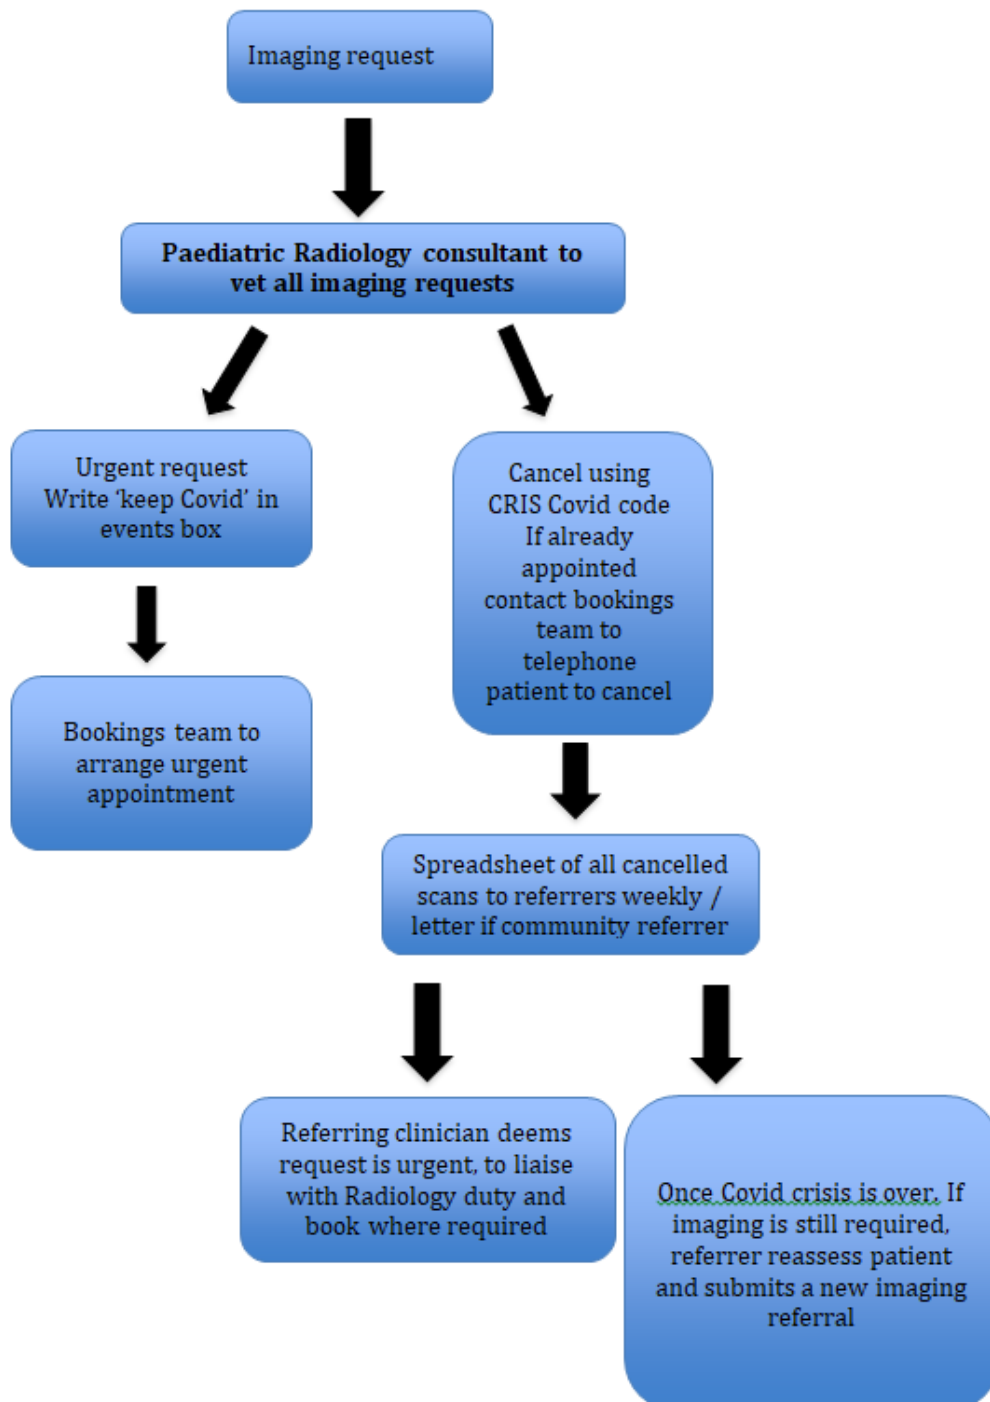 Imaging request
Paediatric Radiology consultant to
vet all imaging requests
Urgent request
Write ‘keep Covid’ in
events box
Cancel using
CRIS Covid code
If already
appointed
contact bookings
team to
telephone
patient to cancel
Bookings team to
arrange urgent
appointment
Spreadsheet of all cancelled
scans to referrers weekly /
letter if community referrer
Referring clinician deems
request is urgent, to liaise
with Radiology duty and
book where required
Once Covid crisis is over. If
imaging is still required,
referrer reassess patient
and submits a new imaging
referral